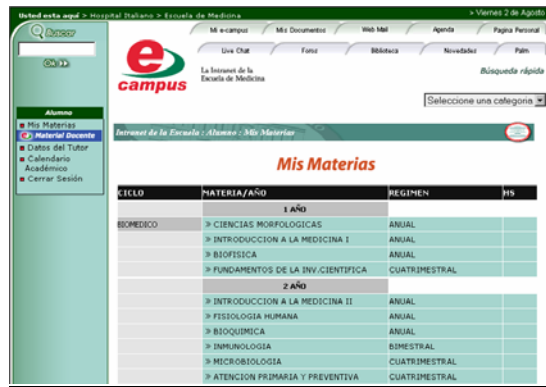 Usted esta aquí > Hospital Italiano > Escuela de Medicina
> Viernes 2 de Agosto
Buscar
Mi e-campus
Mis Documentos
Web Mail
Agenda
Pagina Personal
Live Chat
Foros
Biblioteca
Novedades
Palm
e)
campus
La Intranet de la
Escuela de Medicina
Búsqueda rápida
Seleccione una categoria
Alumno
Mis Materias
Material Docente
Datos del Tutor
Calendario
Académico
Cerrar Sesión
Intranet de la Escuela : Alumno : Mis Materias
Mis Materias
CICLO MATERIA/AÑO REGIMEN HS
1 AÑO
BIOMEDICO » CIENCIAS MORFOLOGICAS ANUAL
» INTRODUCCION A LA MEDICINA I ANUAL
» BIOFISICA ANUAL
» FUNDAMENTOS DE LA INV.CIENTIFICA CUATRIMESTRAL
2 AÑO
» INTRODUCCION A LA MEDICINA II ANUAL
» FISIOLOGIA HUMANA ANUAL
» BIOQUIMICA ANUAL
» INMUNOLOGIA BIMESTRAL
» MICROBIOLOGIA CUATRIMESTRAL
» ATENCION PRIMARIA Y PREVENTIVA CUATRIMESTRAL